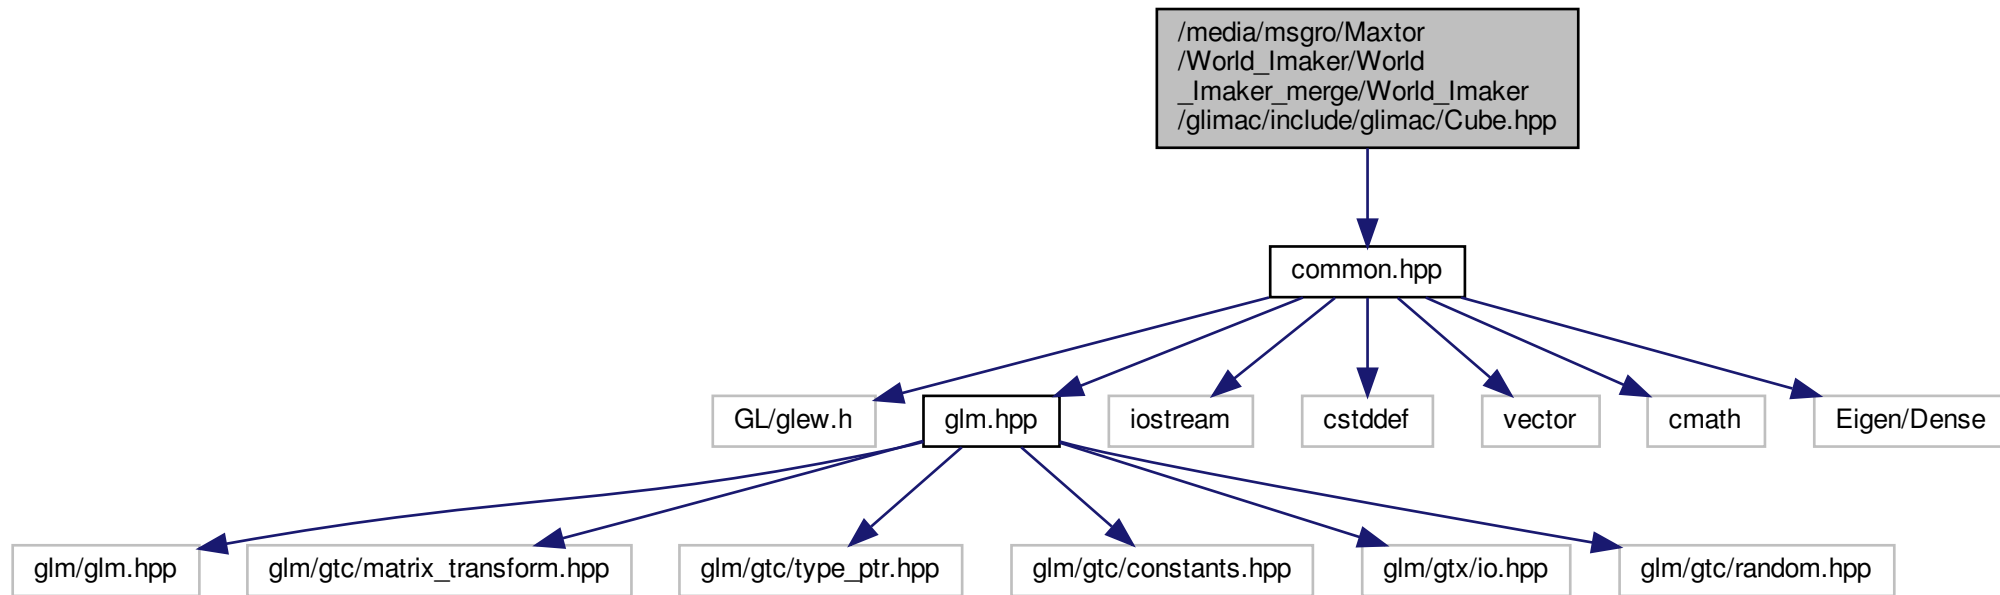 /media/msgro/Maxtor
/World_Imaker/World
_Imaker_merge/World_Imaker
/glimac/include/glimac/Cube.hpp
common.hpp
GL/glew.h
glm.hpp
iostream
cstddef
vector
cmath
Eigen/Dense
glm/glm.hpp
glm/gtc/matrix_transform.hpp
glm/gtc/type_ptr.hpp
glm/gtc/constants.hpp
glm/gtx/io.hpp
glm/gtc/random.hpp